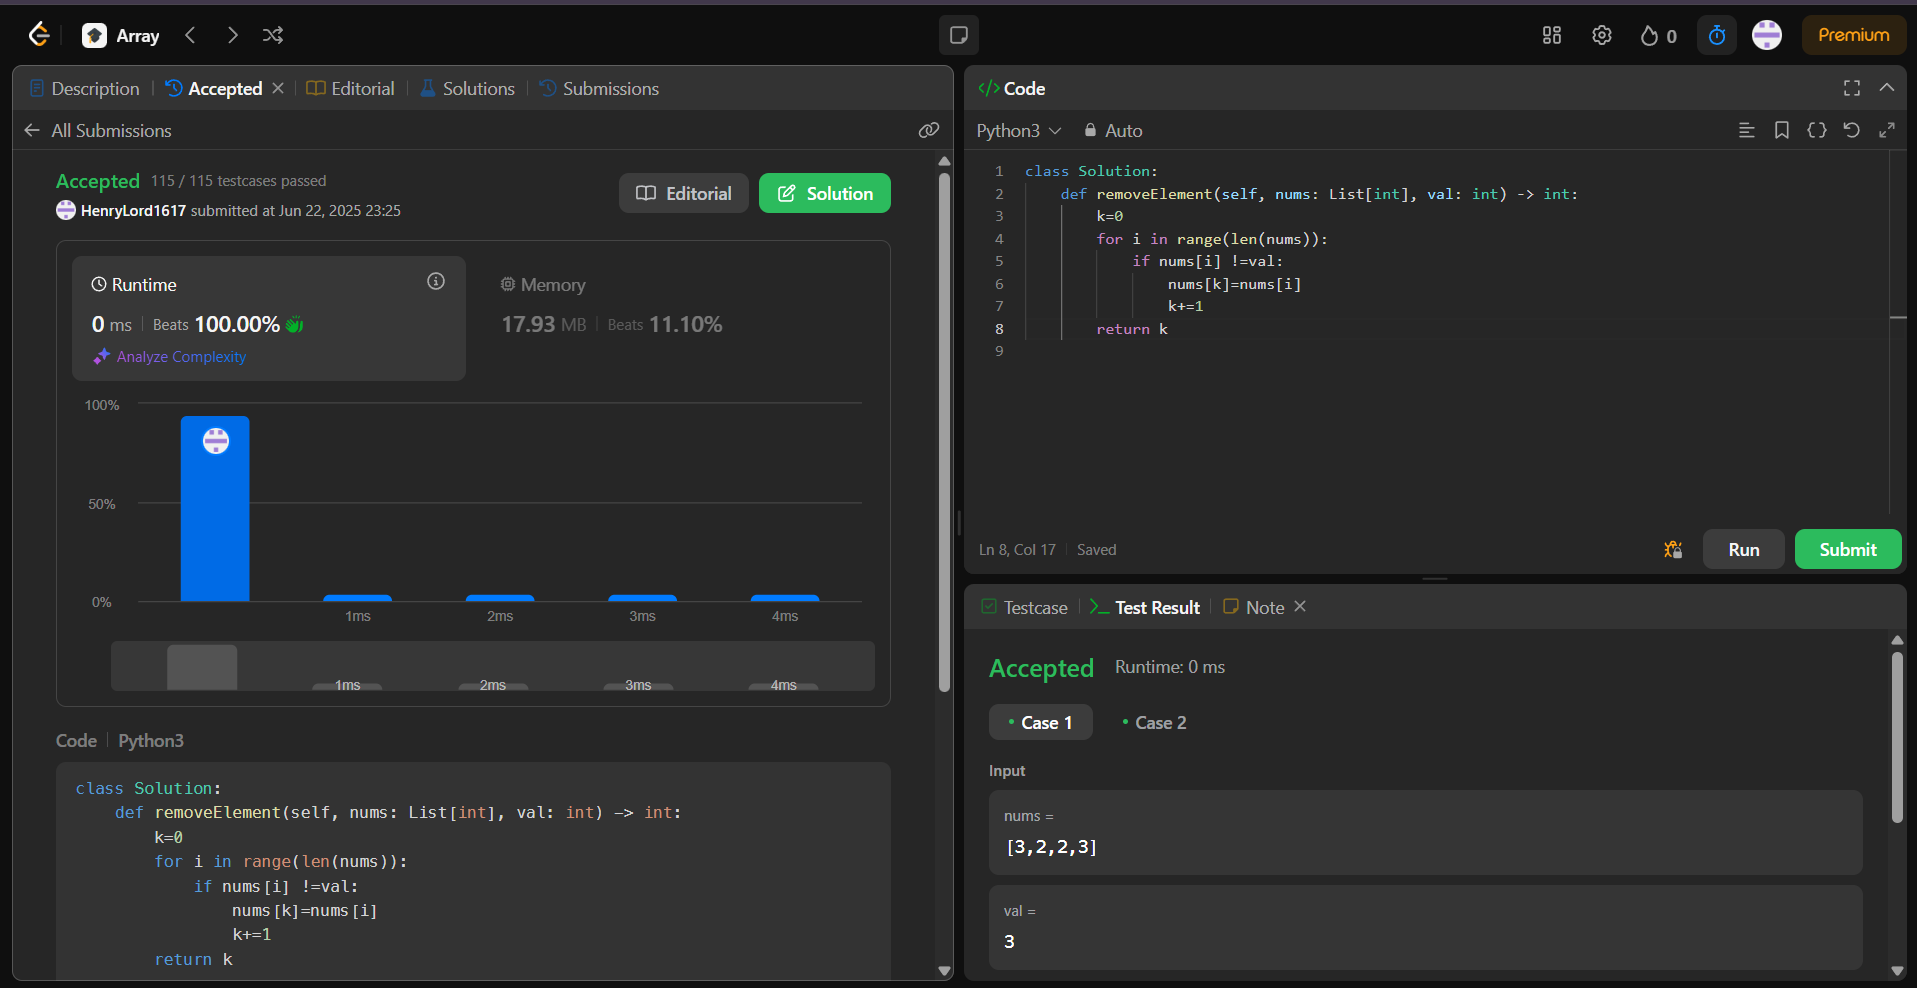 Array
0
Premium
Description
Accepted
Editorial
Solutions
Submissions
All Submissions
Accepted 115 / 115 testcases passed
HenryLord1617 submitted at Jun 22, 2025 23:25
Editorial
Solution
Runtime
0 ms Beats 100.00%
Analyze Complexity
Memory
17.93 MB Beats 11.10%
100%
50%
0%
1ms 2ms 3ms 4ms
1ms 2ms 3ms 4ms
Code Python3
class Solution:
    def removeElement(self, nums: List[int], val: int) -> int:
        k=0
        for i in range(len(nums)):
            if nums[i] !=val:
                nums[k]=nums[i]
                k+=1
        return k
Code
Python3 Auto
1 class Solution:
2     def removeElement(self, nums: List[int], val: int) -> int:
3         k=0
4         for i in range(len(nums)):
5             if nums[i] !=val:
6                 nums[k]=nums[i]
7                 k+=1
8         return k
9
Ln 8, Col 17 Saved
Run
Submit
Testcase
Test Result
Note
Accepted Runtime: 0 ms
Case 1
Case 2
Input
nums =
[3,2,2,3]
val =
3